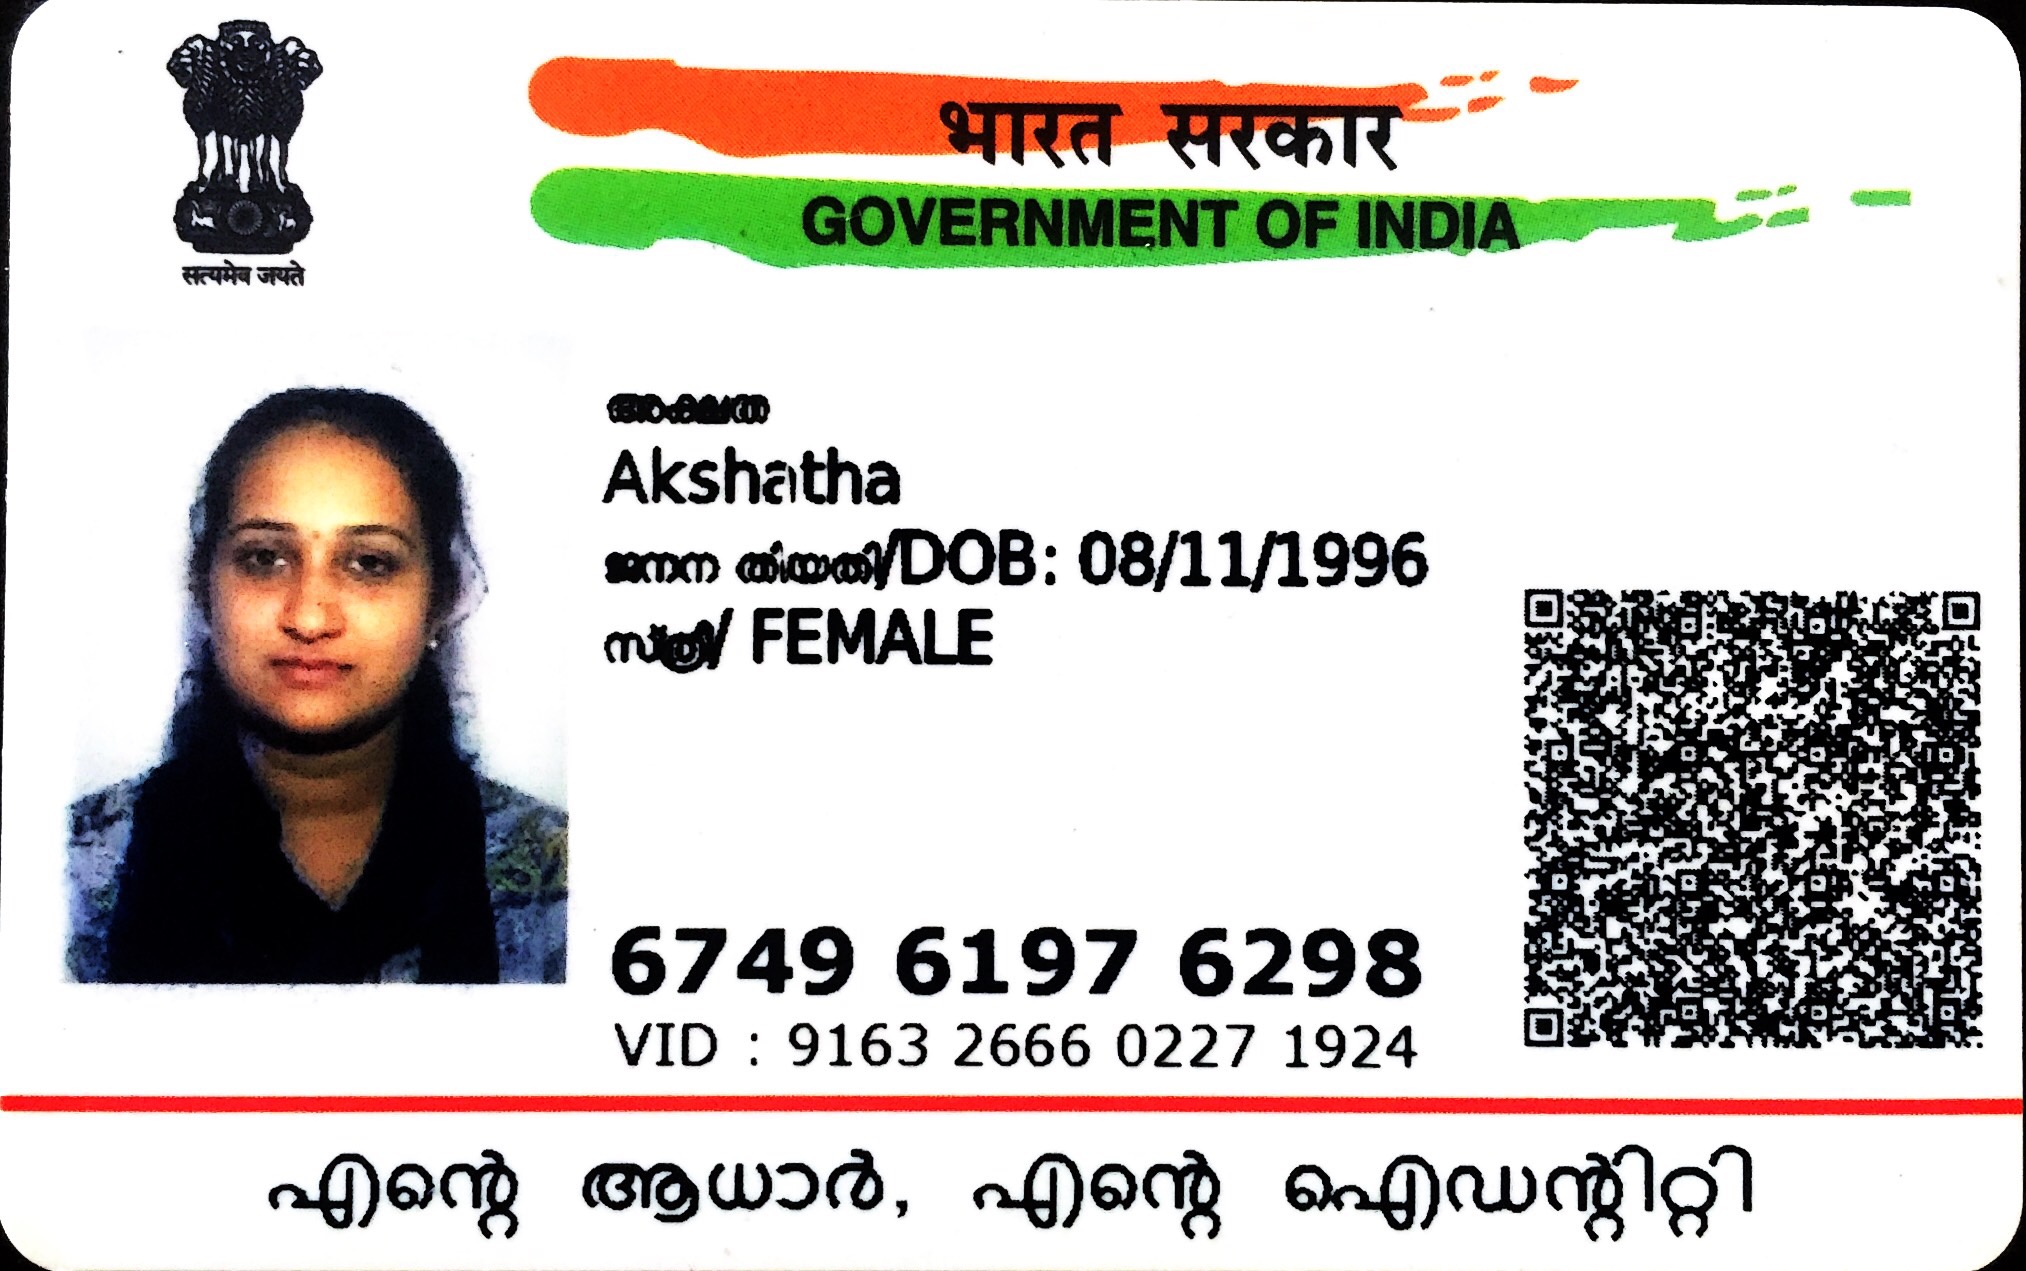 सत्यमेव जयते
भारत सरकार
GOVERNMENT OF INDIA
അക്ഷത
Akshatha
ജനന തിയതി/DOB: 08/11/1996
സ്ത്രീ/ FEMALE
6749 6197 6298
VID : 9163 2666 0227 1924
എന്റെ ആധാർ, എന്റെ ഐഡന്റിറ്റി